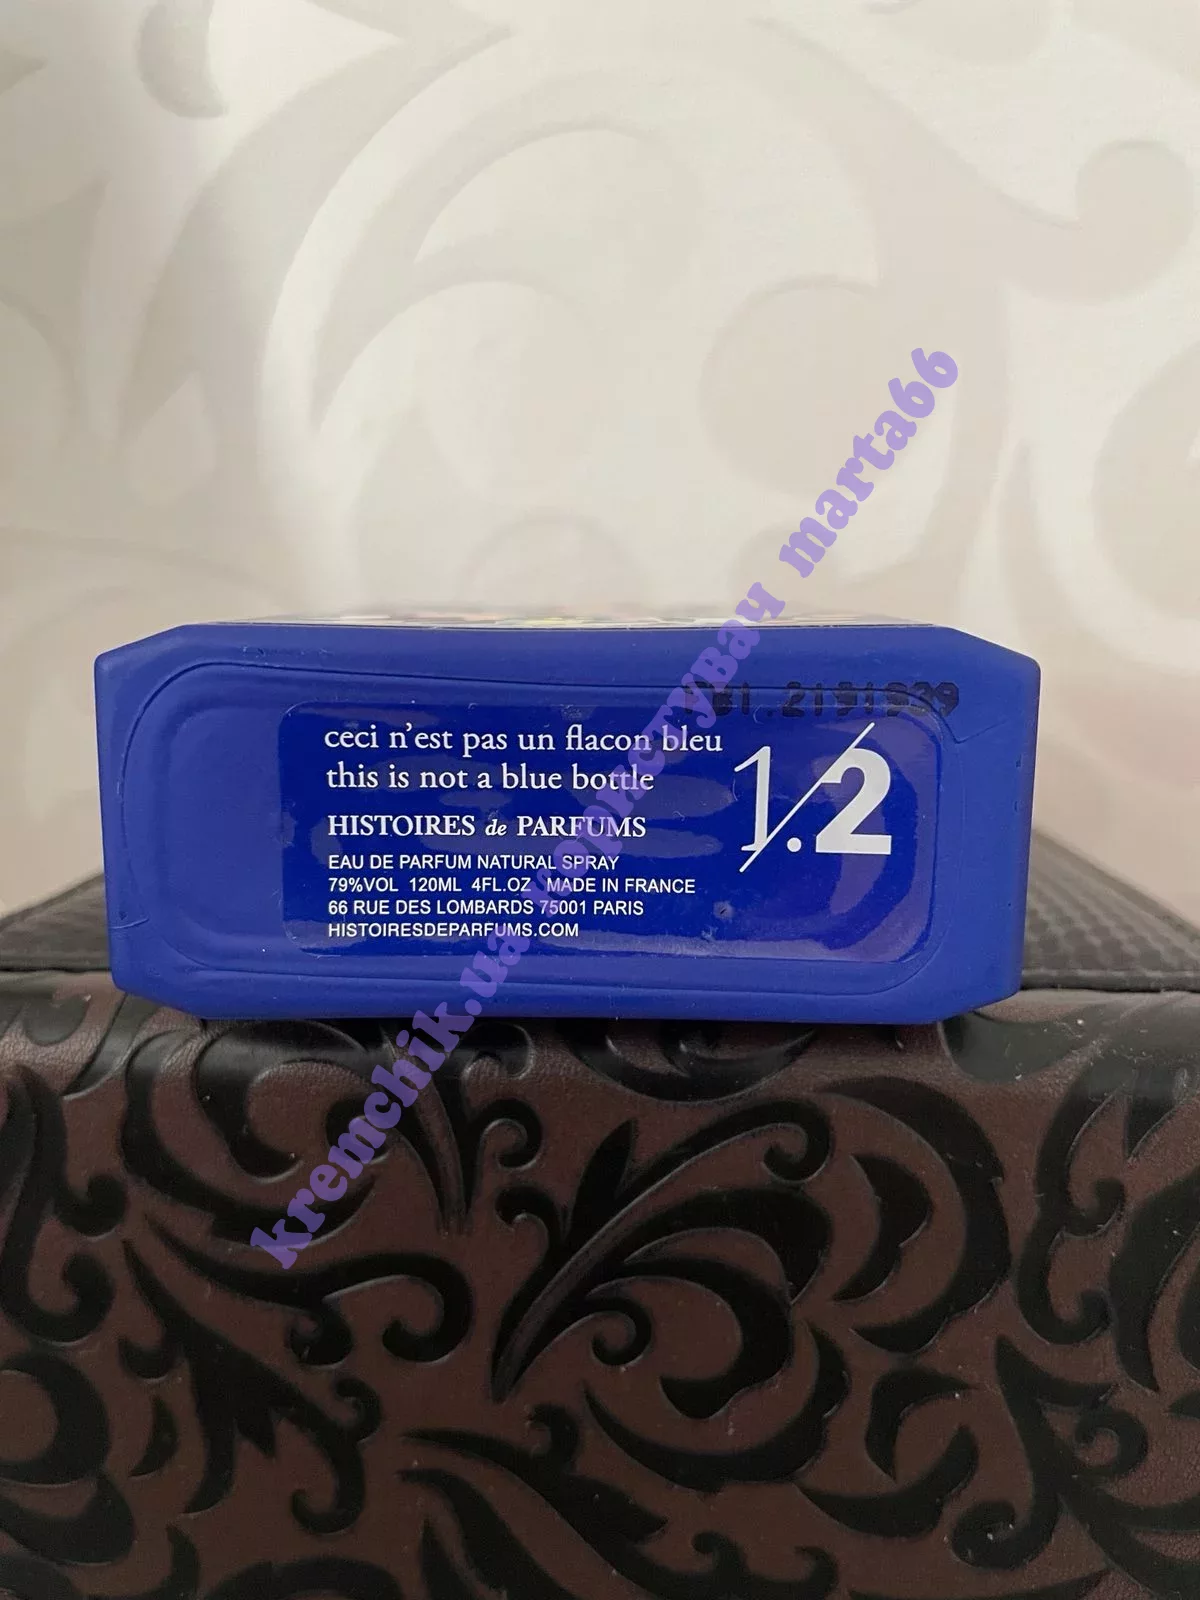 ceci n'est pas un flacon bleu
this is not a blue bottle
1/.2
HISTOIRES de PARFUMS
EAU DE PARFUM NATURAL SPRAY
79%VOL 120ML 4FL.OZ MADE IN FRANCE
66 RUE DES LOMBARDS 75001 PARIS
HISTOIRESDEPARFUMS.COM
kremchik.ua користувач marta66